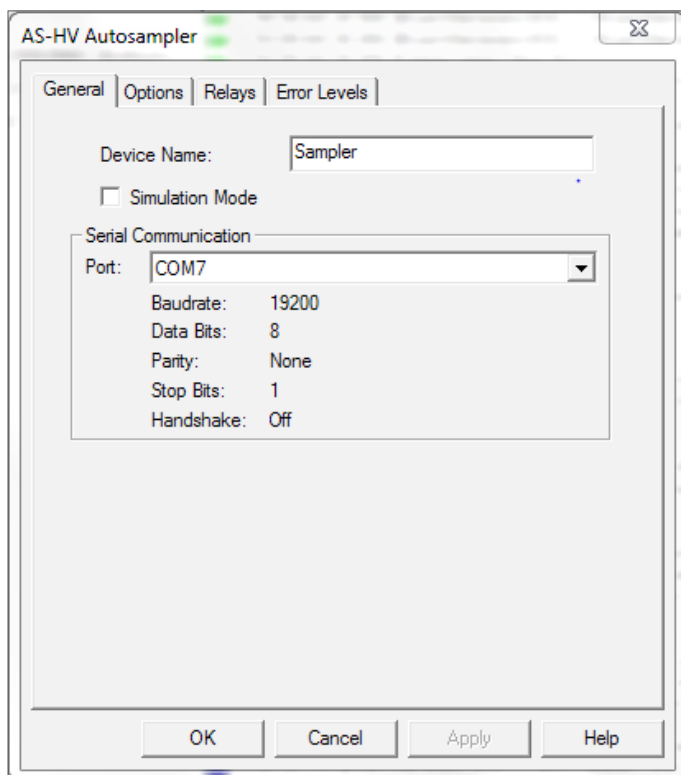 AS-HV Autosampler
General Options Relays Error Levels
Device Name: Sampler
Simulation Mode
Serial Communication
Port: COM7
Baudrate: 19200
Data Bits: 8
Parity: None
Stop Bits: 1
Handshake: Off
OK Cancel Apply Help